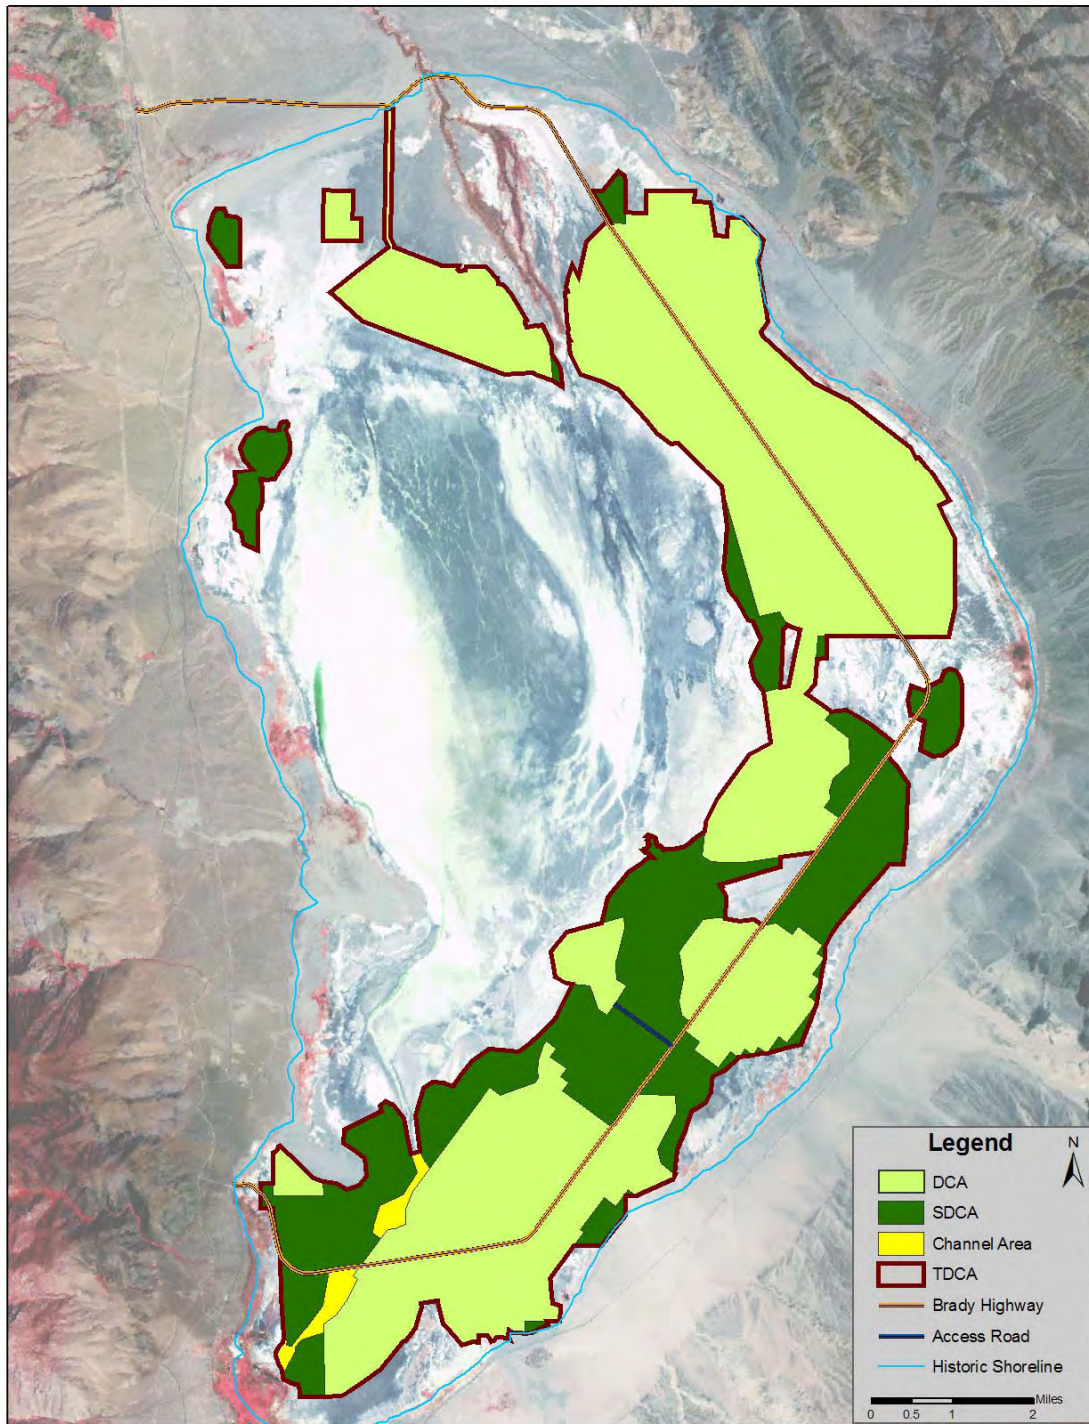 Legend
N
DCA
SDCA
Channel Area
TDCA
Brady Highway
Access Road
Historic Shoreline
Miles
0 0.5 1 2